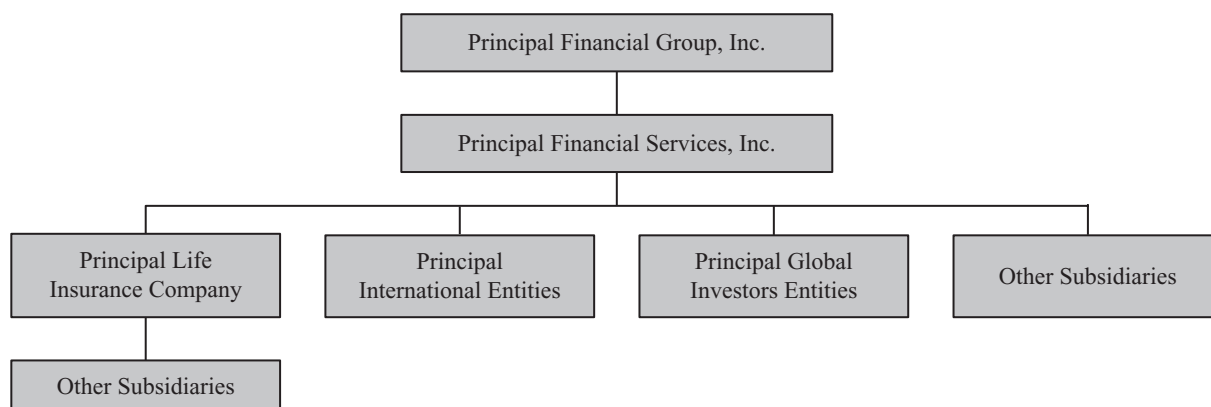 Principal Financial Group, Inc.
Principal Financial Services, Inc.
Principal Life
Insurance Company
Principal
International Entities
Principal Global
Investors Entities
Other Subsidiaries
Other Subsidiaries